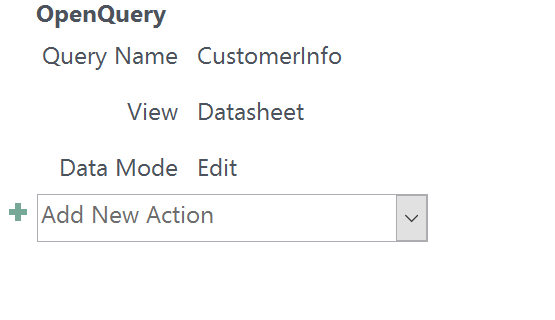 OpenQuery
Query Name CustomerInfo
View Datasheet
Data Mode Edit
Add New Action